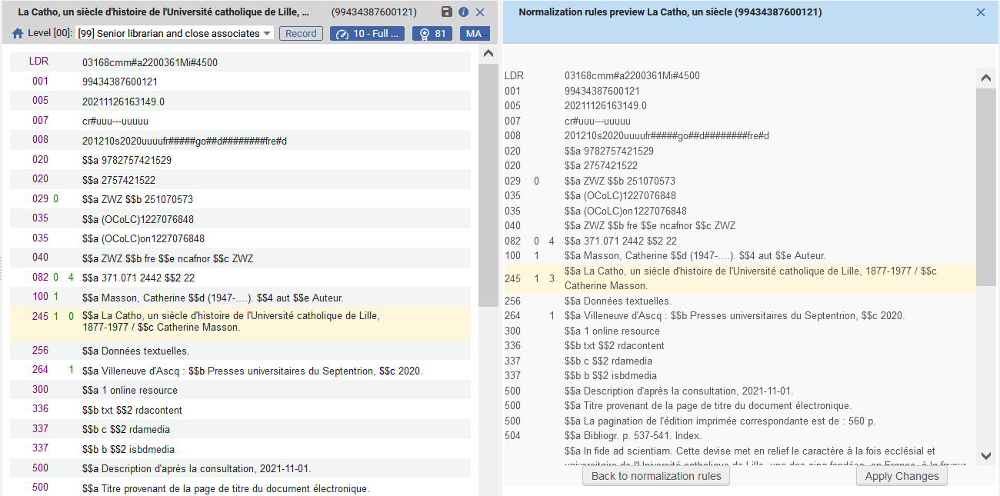 La Catho, un siècle d'histoire de l'Université catholique de Lille, ... (99434387600121)
Level [00]: [99] Senior librarian and close associates Record 10 - Full ... 81 MA...
LDR 03168cmm#a2200361Mi#4500
001 99434387600121
005 20211126163149.0
007 cr#uuu---uuuuu
008 201210s2020uuuufr#####go##d########fre#d
020 $$a 9782757421529
020 $$a 2757421522
029 0 $$a ZWZ $$b 251070573
035 $$a (OCoLC)1227076848
035 $$a (OCoLC)on1227076848
040 $$a ZWZ $$b fre $$e ncafnor $$c ZWZ
082 0 4 $$a 371.071 2442 $$2 22
100 1 $$a Masson, Catherine $$d (1947-....). $$4 aut $$e Auteur.
245 1 0 $$a La Catho, un siècle d'histoire de l'Université catholique de Lille,
1877-1977 / $$c Catherine Masson.
256 $$a Données textuelles.
264 1 $$a Villeneuve d'Ascq : $$b Presses universitaires du Septentrion, $$c 2020.
300 $$a 1 online resource
336 $$b txt $$2 rdacontent
337 $$b c $$2 rdamedia
337 $$b b $$2 isbdmedia
500 $$a Description d'après la consultation, 2021-11-01.
500 $$a Titre provenant de la page de titre du document électronique.
Normalization rules preview La Catho, un siècle (99434387600121)
LDR 03168cmm#a2200361Mi#4500
001 99434387600121
005 20211126163149.0
007 cr#uuu---uuuuu
008 201210s2020uuuufr#####go##d########fre#d
020 $$a 9782757421529
020 $$a 2757421522
029 0 $$a ZWZ $$b 251070573
035 $$a (OCoLC)1227076848
035 $$a (OCoLC)on1227076848
040 $$a ZWZ $$b fre $$e ncafnor $$c ZWZ
082 0 4 $$a 371.071 2442 $$2 22
100 1 $$a Masson, Catherine $$d (1947-....). $$4 aut $$e Auteur.
245 1 3 $$a La Catho, un siècle d'histoire de l'Université catholique de Lille, 1877-1977 / $$c
Catherine Masson.
256 $$a Données textuelles.
264 1 $$a Villeneuve d'Ascq : $$b Presses universitaires du Septentrion, $$c 2020.
300 $$a 1 online resource
336 $$b txt $$2 rdacontent
337 $$b c $$2 rdamedia
337 $$b b $$2 isbdmedia
500 $$a Description d'après la consultation, 2021-11-01.
500 $$a Titre provenant de la page de titre du document électronique.
500 $$a La pagination de l'édition imprimée correspondante est de : 560 p.
504 $$a Bibliogr. p. 537-541. Index.
$$a In fide ad scientiam. Cette devise met en relief le caractère à la fois ecclésial et
universitaire de l'Université catholique de Lille, une des cinq fondées, en France, à la faveur
Back to normalization rules Apply Changes